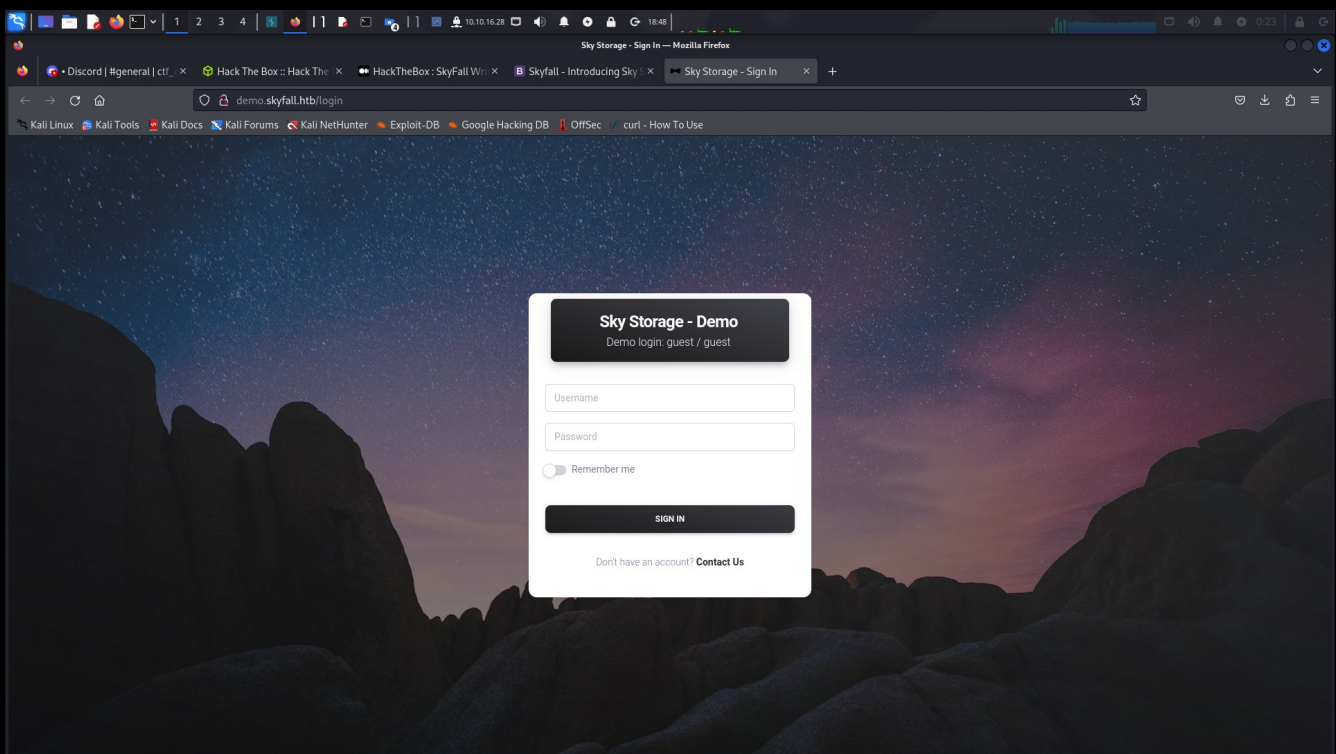 1 2 3 4 10.10.16.28 18:48 0:23
Sky Storage - Sign In — Mozilla Firefox
• Discord | #general | ctf_ Hack The Box :: Hack The HackTheBox : SkyFall Wri Skyfall - Introducing Sky S Sky Storage - Sign In
demo.skyfall.htb/login
Kali Linux Kali Tools Kali Docs Kali Forums Kali NetHunter Exploit-DB Google Hacking DB OffSec curl - How To Use
Sky Storage - Demo
Demo login: guest / guest
Username
Password
Remember me
SIGN IN
Don't have an account? Contact Us